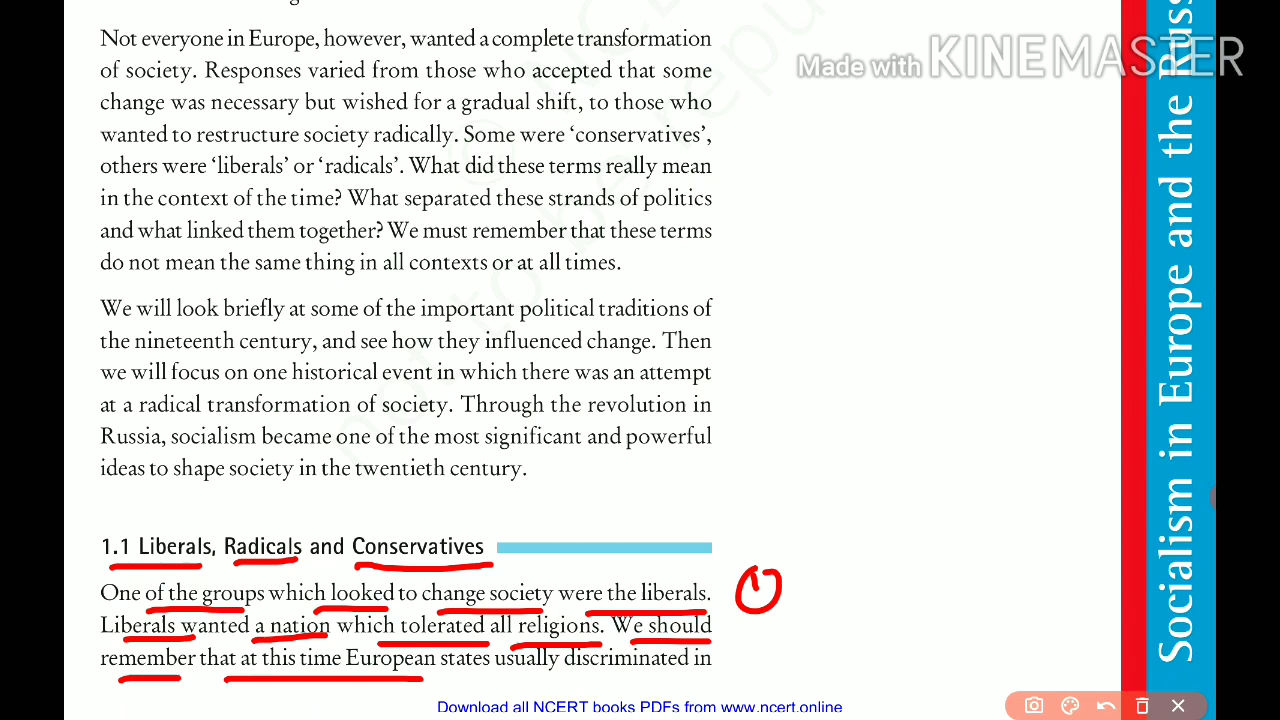 Not everyone in Europe, however, wanted a complete transformation
of society. Responses varied from those who accepted that some
change was necessary but wished for a gradual shift, to those who
wanted to restructure society radically. Some were ‘conservatives’,
others were ‘liberals’ or ‘radicals’. What did these terms really mean
in the context of the time? What separated these strands of politics
and what linked them together? We must remember that these terms
do not mean the same thing in all contexts or at all times.
We will look briefly at some of the important political traditions of
the nineteenth century, and see how they influenced change. Then
we will focus on one historical event in which there was an attempt
at a radical transformation of society. Through the revolution in
Russia, socialism became one of the most significant and powerful
ideas to shape society in the twentieth century.
1.1 Liberals, Radicals and Conservatives
One of the groups which looked to change society were the liberals.
Liberals wanted a nation which tolerated all religions. We should
remember that at this time European states usually discriminated in
Download all NCERT books PDFs from www.ncert.online
Made with KINEMASTER
Socialism in Europe and the Russ